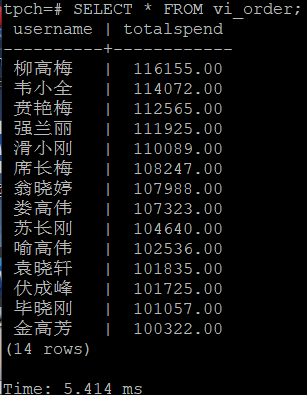 tpch=# SELECT * FROM vi_order;
username | totalspend
----------+------------
柳高梅 | 116155.00
韦小全 | 114072.00
贲艳梅 | 112565.00
强兰丽 | 111925.00
滑小刚 | 110089.00
席长梅 | 108247.00
翁晓婷 | 107988.00
娄高伟 | 107323.00
苏长刚 | 104640.00
喻高伟 | 102536.00
袁晓轩 | 101835.00
伏成峰 | 101725.00
毕晓刚 | 101057.00
金高芳 | 100322.00
(14 rows)
Time: 5.414 ms